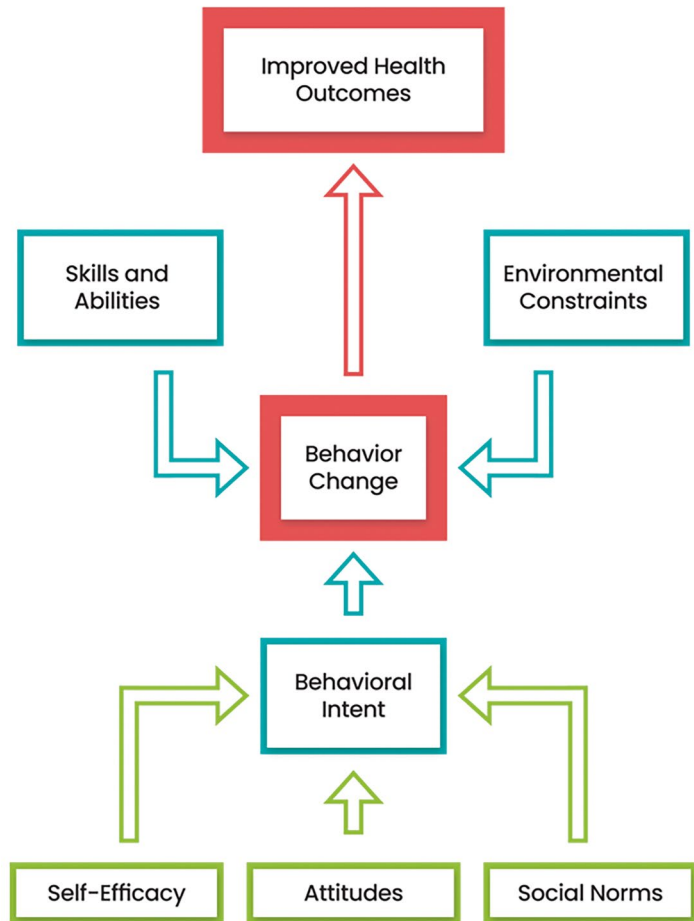 Improved Health
Outcomes
Skills and
Abilities
Environmental
Constraints
Behavior
Change
Behavioral
Intent
Self-Efficacy
Attitudes
Social Norms